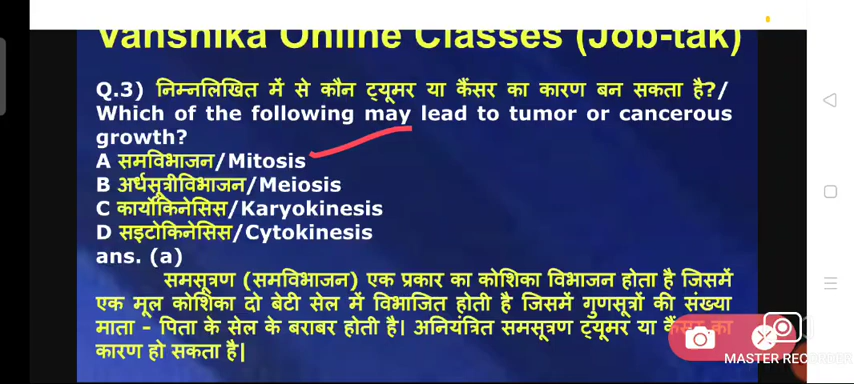 Vanshika Online Classes (Job-tak)
Q.3) निम्नलिखित में से कौन ट्यूमर या कैंसर का कारण बन सकता है?/
Which of the following may lead to tumor or cancerous
growth?
A समविभाजन/Mitosis
B अर्धसूत्रीविभाजन/Meiosis
C कार्योकिनेसिस/Karyokinesis
D सइटोकिनेसिस/Cytokinesis
ans. (a)
समसूत्रण (समविभाजन) एक प्रकार का कोशिका विभाजन होता है जिसमें
एक मूल कोशिका दो बेटी सेल में विभाजित होती है जिसमें गुणसूत्रों की संख्या
माता - पिता के सेल के बराबर होती है। अनियंत्रित समसूत्रण ट्यूमर या कैंसर का
कारण हो सकता है|
MASTER RECORDER